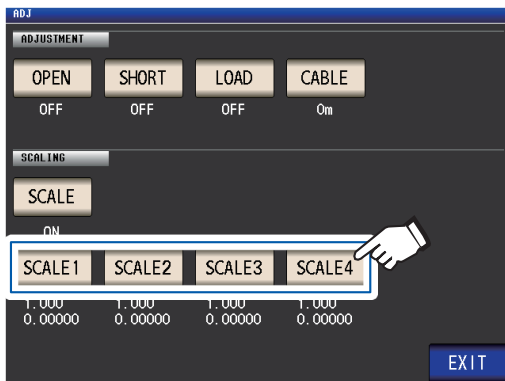 ADJ
ADJUSTMENT
OPEN SHORT LOAD CABLE
OFF OFF OFF 0m
SCALING
SCALE
ON
SCALE1 SCALE2 SCALE3 SCALE4
1.000 1.000 1.000 1.000
0.00000 0.00000 0.00000 0.00000
EXIT